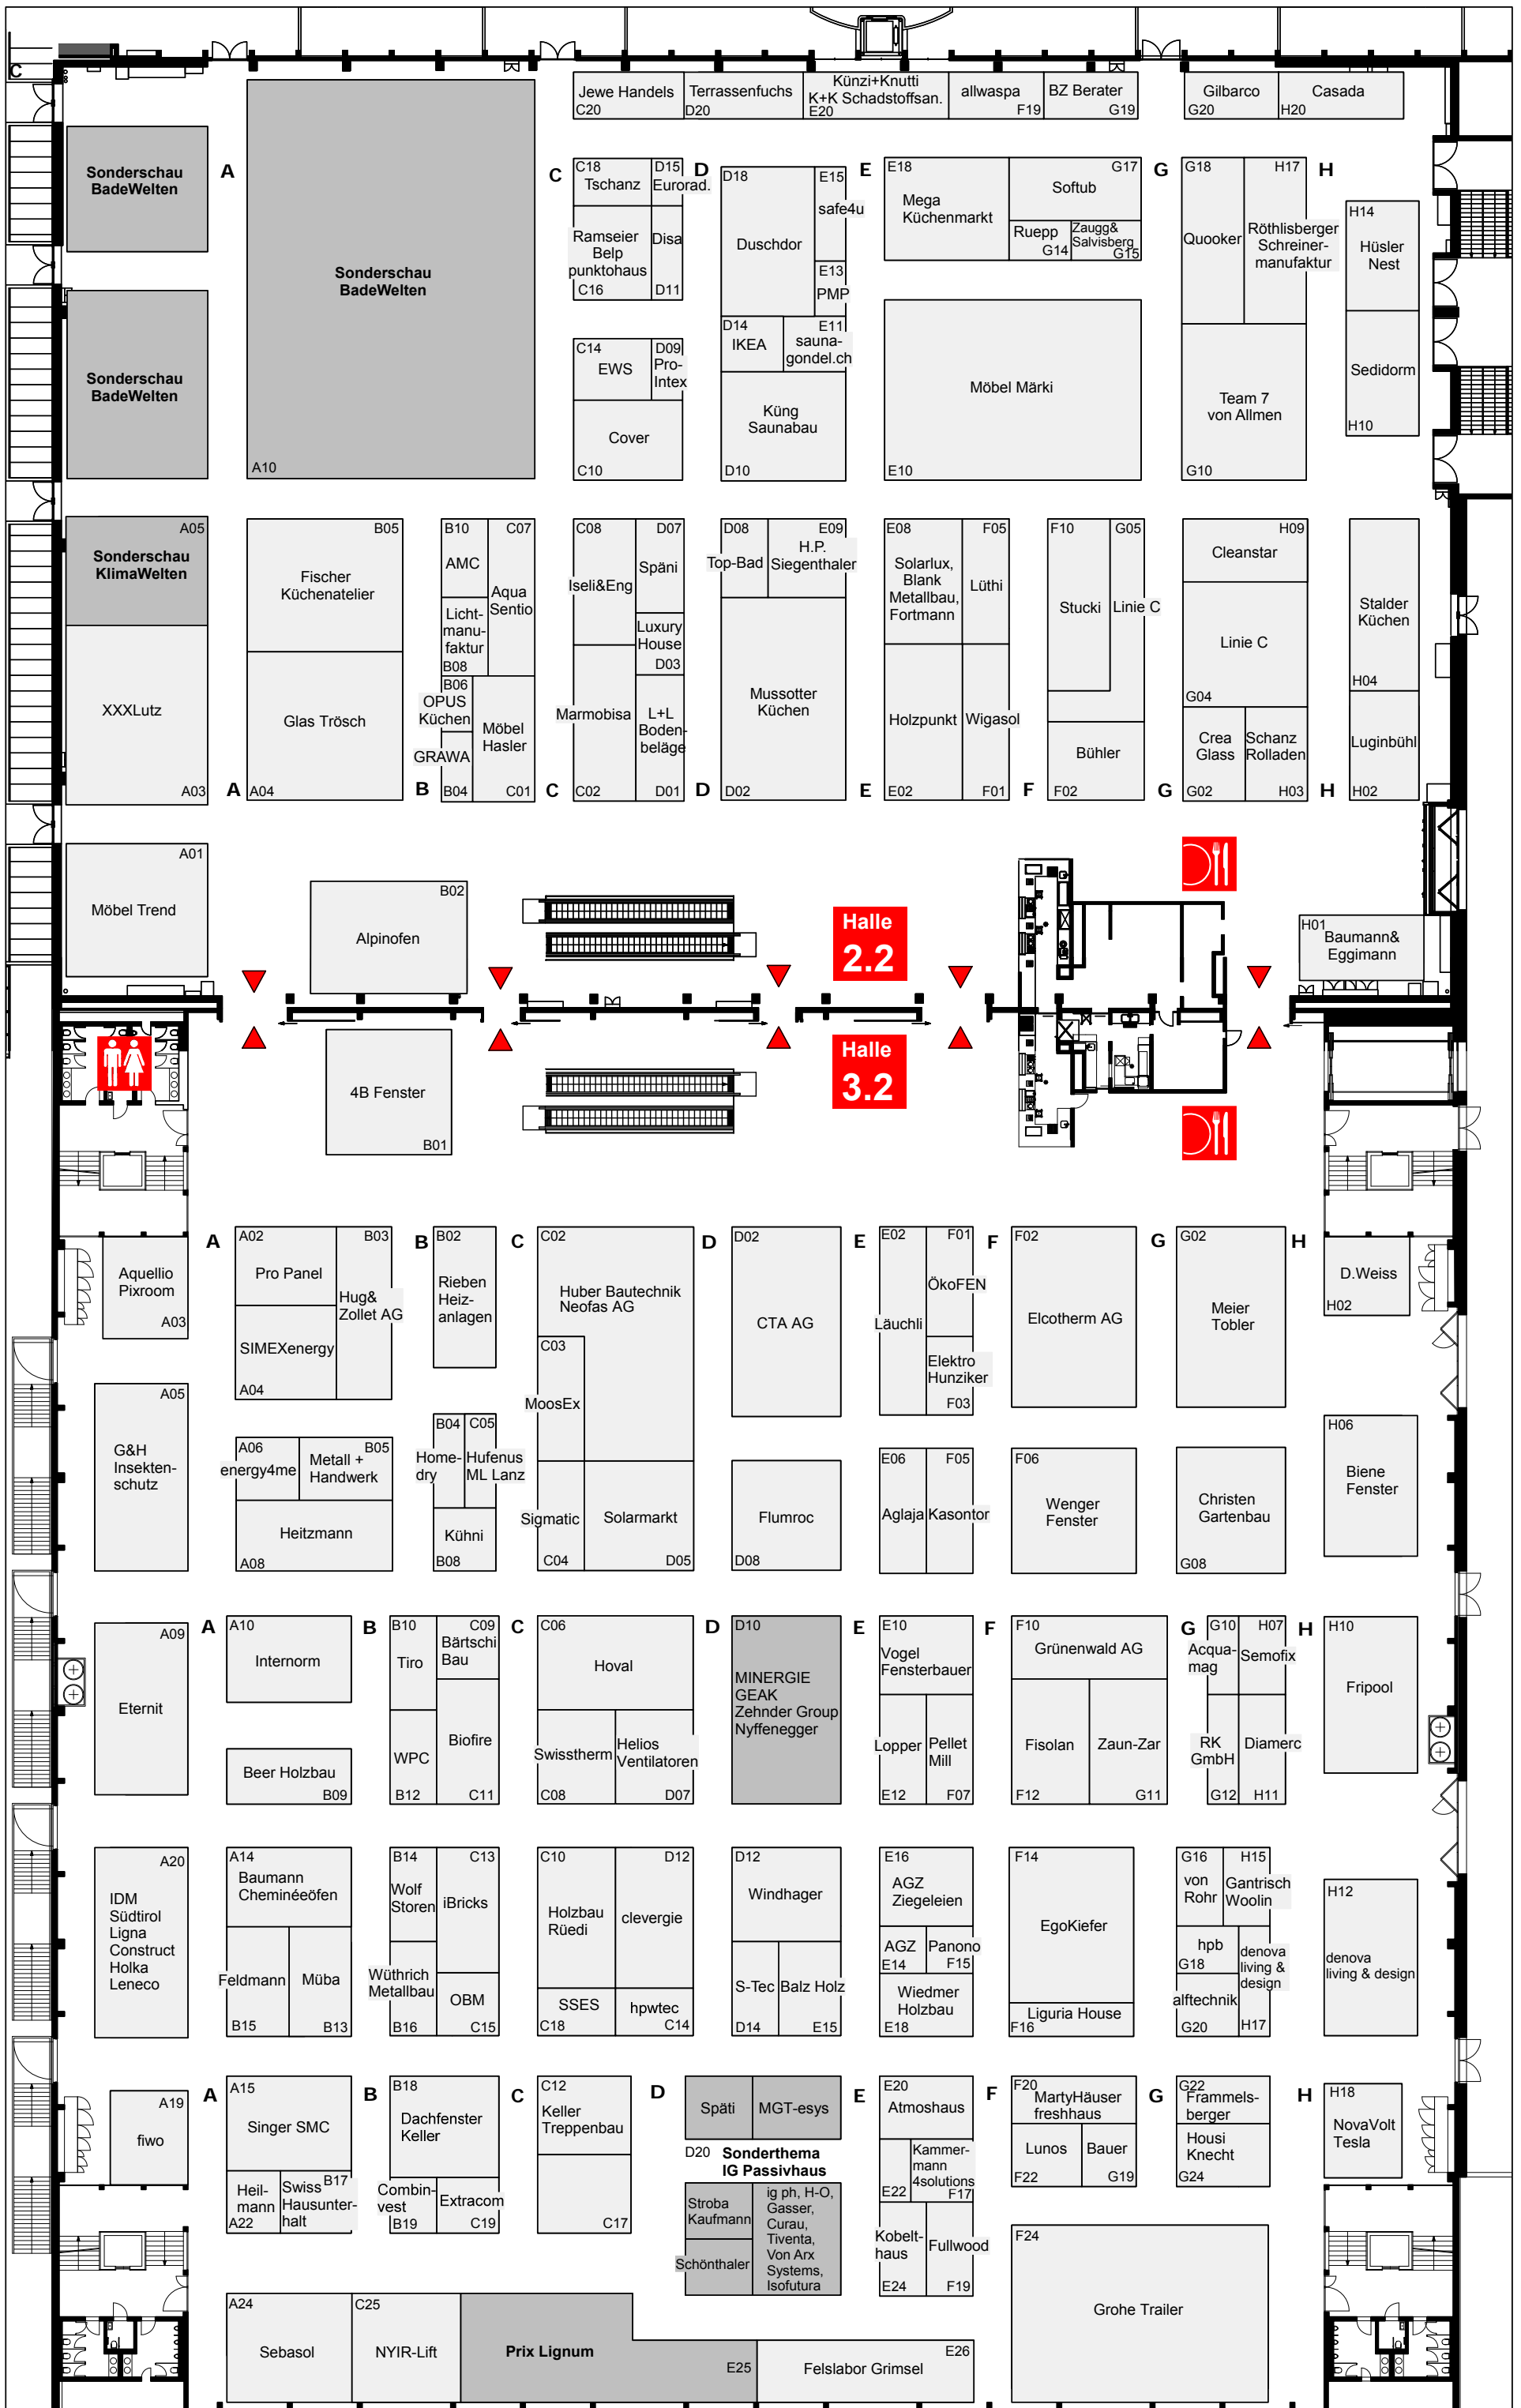 C
Jewe Handels
C20
Terrassenfuchs
D20
Künzi+Knutti
K+K Schadstoffsan.
E20
allwaspa
F19
BZ Berater
G19
Gilbarco
G20
Casada
H20
Sonderschau
BadeWelten
A
Sonderschau
BadeWelten
A10
C
C18
Tschanz
D15
Eurorad.
Ramseier
Belp
punktohaus
C16
Disa
D11
D
D18
Duschdor
E15
safe4u
E13
PMP
E
E18
Mega
Küchenmarkt
G17
Softub
Ruepp
G14
Zaugg&
Salvisberg
G15
G
G18
Quooker
H17
Röthlisberger
Schreiner-
manufaktur
H
H14
Hüsler
Nest
Sonderschau
BadeWelten
C14
EWS
D09
Pro-
Intex
Cover
C10
D14
IKEA
E11
sauna-
gondel.ch
Küng
Saunabau
D10
Möbel Märki
E10
Team 7
von Allmen
G10
Sedidorm
H10
A05
Sonderschau
KlimaWelten
XXXLutz
A03
B05
Fischer
Küchenatelier
Glas Trösch
A
A04
B10
AMC
C07
Aqua
Sentio
Licht-
manu-
faktur
B08
B06
OPUS
Küchen
GRAWA
B
B04
Möbel
Hasler
C01
C08
Iseli&Eng
D07
Späni
Luxury
House
D03
Marmobisa
C
C02
L+L
Boden-
beläge
D01
D08
Top-Bad
E09
H.P.
Siegenthaler
Mussotter
Küchen
D
D02
E08
Solarlux,
Blank
Metallbau,
Fortmann
F05
Lüthi
Holzpunkt
E
E02
Wigasol
F01
F10
Stucki
G05
Linie C
Bühler
F
F02
H09
Cleanstar
Linie C
G04
Crea
Glass
G
G02
Schanz
Rolladen
H03
Stalder
Küchen
H04
Luginbühl
H
H02
A01
Möbel Trend
B02
Alpinofen
Halle
2.2
H01
Baumann&
Eggimann
4B Fenster
B01
Halle
3.2
Aquellio
Pixroom
A03
A
A02
Pro Panel
B03
Hug&
Zollet AG
SIMEXenergy
A04
B
B02
Rieben
Heiz-
anlagen
C
C02
Huber Bautechnik
Neofas AG
C03
MoosEx
D
D02
CTA AG
E
E02
Läuchli
F01
ÖkoFEN
Elektro
Hunziker
F03
F
F02
Elcotherm AG
G
G02
Meier
Tobler
H
D.Weiss
H02
A05
G&H
Insekten-
schutz
A06
energy4me
B05
Metall +
Handwerk
Heitzmann
A08
B04
Home-
dry
C05
Hufenus
ML Lanz
Kühni
B08
Sigmatic
C04
Solarmarkt
D05
Flumroc
D08
E06
Aglaja
F05
Kasontor
F06
Wenger
Fenster
Christen
Gartenbau
G08
H06
Biene
Fenster
A09
Eternit
A
A10
Internorm
Beer Holzbau
B09
B
B10
Tiro
C09
Bärtschi
Bau
WPC
B12
Biofire
C11
C
C06
Hoval
Swisstherm
C08
Helios
Ventilatoren
D07
D
D10
MINERGIE
GEAK
Zehnder Group
Nyffenegger
E
E10
Vogel
Fensterbauer
Lopper
E12
Pellet
Mill
F07
F
F10
Grünenwald AG
Fisolan
F12
Zaun-Zar
G11
G
G10
Acqua-
mag
H07
Semofix
RK
GmbH
G12
Diamerc
H11
H
H10
Fripool
A20
IDM
Südtirol
Ligna
Construct
Holka
Leneco
A14
Baumann
Cheminéeöfen
Feldmann
B15
Müba
B13
B14
Wolf
Storen
C13
iBricks
Wüthrich
Metallbau
B16
OBM
C15
C10
Holzbau
Rüedi
D12
clevergie
SSES
C18
hpwtec
C14
D12
Windhager
S-Tec
D14
Balz Holz
E15
E16
AGZ
Ziegeleien
AGZ
E14
Panono
F15
Wiedmer
Holzbau
E18
F14
EgoKiefer
Liguria House
F16
G16
von
Rohr
H15
Gantrisch
Woolin
hpb
G18
denova
living &
design
H17
alftechnik
G20
H12
denova
living & design
A19
fiwo
A
A15
Singer SMC
Heil-
mann
A22
B17
Swiss
Hausunter-
halt
B
B18
Dachfenster
Keller
Combin-
vest
B19
Extracom
C19
C
C12
Keller
Treppenbau
C17
D
Späti
MGT-esys
D20
Sonderthema
IG Passivhaus
Stroba
Kaufmann
Schönthaler
ig ph, H-O,
Gasser,
Curau,
Tiventa,
Von Arx
Systems,
Isofutura
E
E20
Atmoshaus
E22
Kammer-
mann
4solutions
F17
Kobelt-
haus
E24
Fullwood
F19
F
F20
MartyHäuser
freshhaus
Lunos
F22
Bauer
G19
G
G22
Frammels-
berger
Housi
Knecht
G24
H
H18
NovaVolt
Tesla
F24
Grohe Trailer
A24
Sebasol
C25
NYIR-Lift
Prix Lignum
E25
E26
Felslabor Grimsel